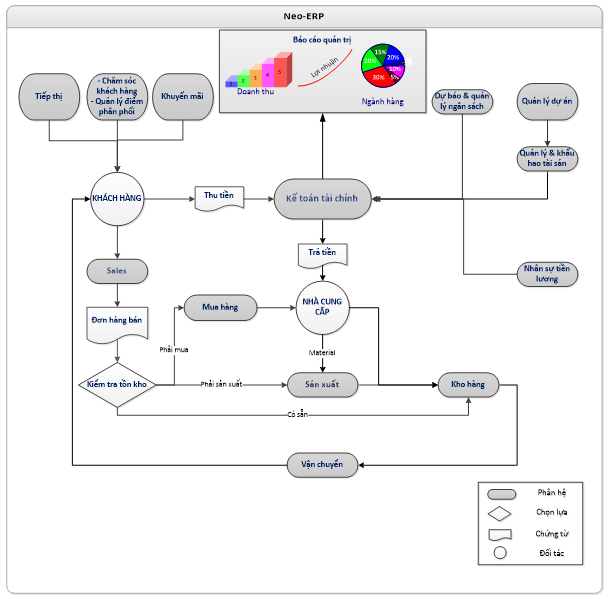 Neo-ERP
Báo cáo quản trị
Lợi nhuận
Doanh thu
1
2
3
4
5
15%
20%
20%
10%
5%
30%
Ngành hàng
Tiếp thị
- Chăm sóc
khách hàng
- Quản lý điểm
phân phối
Khuyến mãi
Dự báo & quản
lý ngân sách
Quản lý dự án
Quản lý & khấu
hao tài sản
KHÁCH HÀNG
Thu tiền
Kế toán tài chính
Trả tiền
Nhân sự tiền
lương
Sales
Đơn hàng bán
Mua hàng
NHÀ CUNG
CẤP
Phải mua
Material
Kiểm tra tồn kho
Phải sản xuất
Sản xuất
Kho hàng
Có sẵn
Vận chuyển
Phân hệ
Chọn lựa
Chứng từ
Đối tác